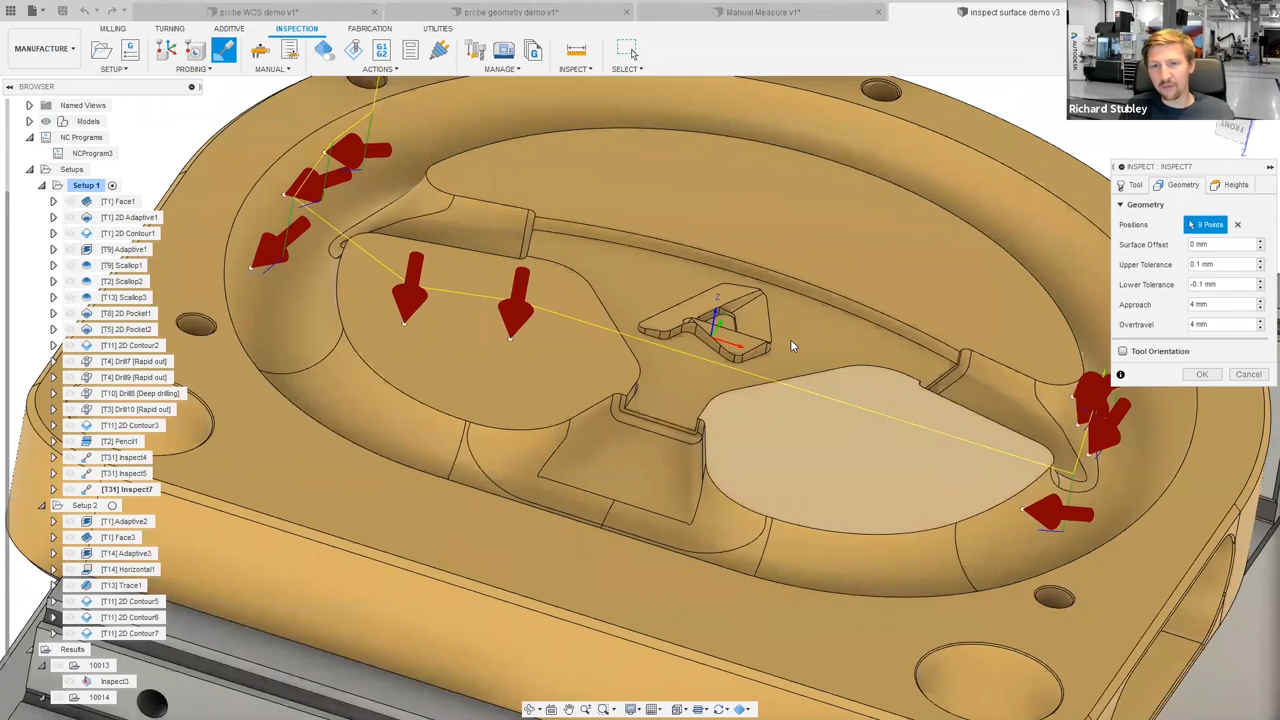 probe WCS demo v1*
probe geometry demo v1*
Manual Measure v1*
inspect surface demo v3
MILLING
TURNING
ADDITIVE
INSPECTION
FABRICATION
UTILITIES
MANUFACTURE
G1
G2
SETUP
PROBING
MANUAL
ACTIONS
MANAGE
INSPECT
SELECT
AUTODESK
Richard Stubley
BROWSER
Named Views
Models
NC Programs
NCProgram3
Setups
Setup 1
[T1] Face1
[T1] 2D Adaptive1
[T1] 2D Contour1
[T9] Adaptive1
[T9] Scallop1
[T2] Scallop2
[T13] Scallop3
[T8] 2D Pocket1
[T5] 2D Pocket2
[T11] 2D Contour2
[T4] Drill7 [Rapid out]
[T4] Drill9 [Rapid out]
[T10] Drill8 [Deep drilling]
[T3] Drill10 [Rapid out]
[T11] 2D Contour3
[T2] Pencil1
[T31] Inspect4
[T31] Inspect5
[T31] Inspect7
Setup 2
[T1] Adaptive2
[T1] Face3
[T14] Adaptive3
[T14] Horizontal1
[T13] Trace1
[T11] 2D Contour5
[T11] 2D Contour6
[T11] 2D Contour7
Results
10013
Inspect3
10014
Z
FRONT
Z
INSPECT : INSPECT7
Tool
Geometry
Heights
Geometry
Positions
9 Points
Surface Offset
0 mm
Upper Tolerance
0.1 mm
Lower Tolerance
-0.1 mm
Approach
4 mm
Overtravel
4 mm
Tool Orientation
OK
Cancel